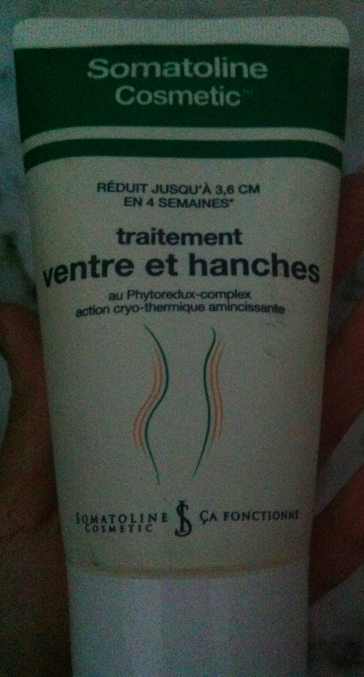 Somatoline
Cosmetic™
RÉDUIT JUSQU'À 3,6 CM
EN 4 SEMAINES*
traitement
ventre et hanches
au Phytoredux-complex
action cryo-thermique amincissante
SOMATOLINE
COSMETIC
ÇA FONCTIONNE